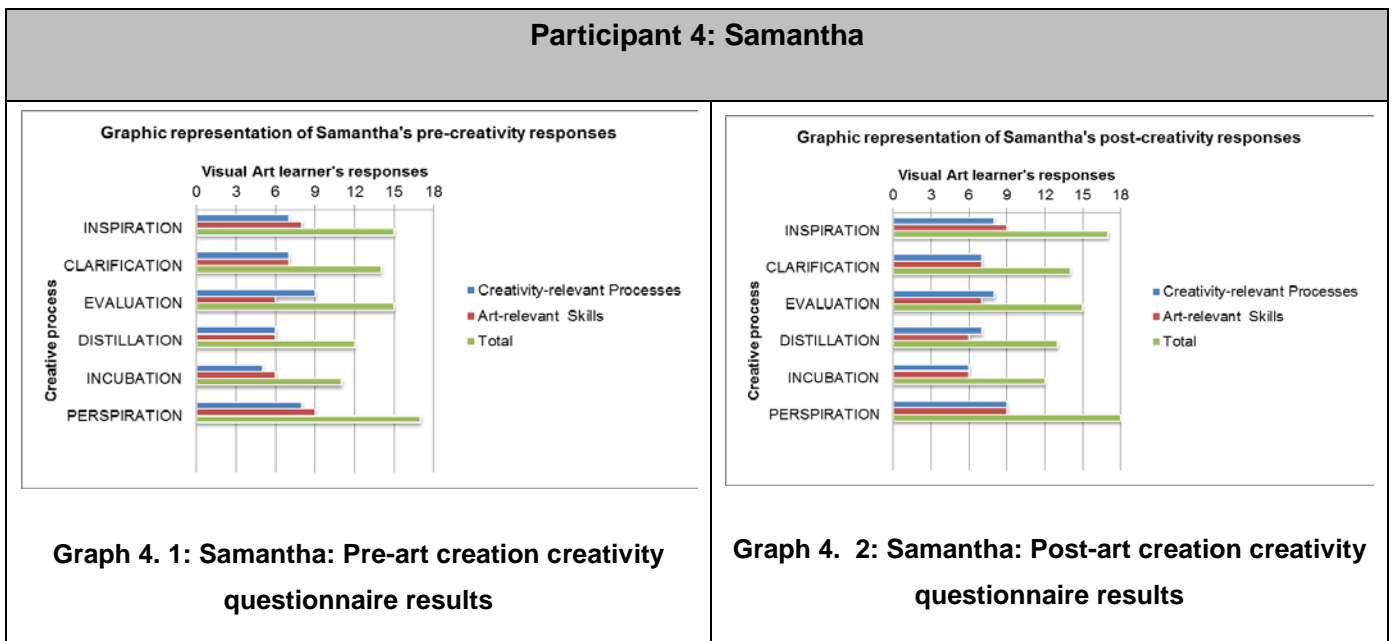 Participant 4: Samantha
Graphic representation of Samantha's pre-creativity responses
Visual Art learner's responses
0 3 6 9 12 15 18
Creative process
INSPIRATION
CLARIFICATION
EVALUATION
DISTILLATION
INCUBATION
PERSPIRATION
Creativity-relevant Processes
Art-relevant Skills
Total
Graph 4. 1: Samantha: Pre-art creation creativity
questionnaire results
Graphic representation of Samantha's post-creativity responses
Visual Art learner's responses
0 3 6 9 12 15 18
Creative process
INSPIRATION
CLARIFICATION
EVALUATION
DISTILLATION
INCUBATION
PERSPIRATION
Creativity-relevant Processes
Art-relevant Skills
Total
Graph 4. 2: Samantha: Post-art creation creativity
questionnaire results